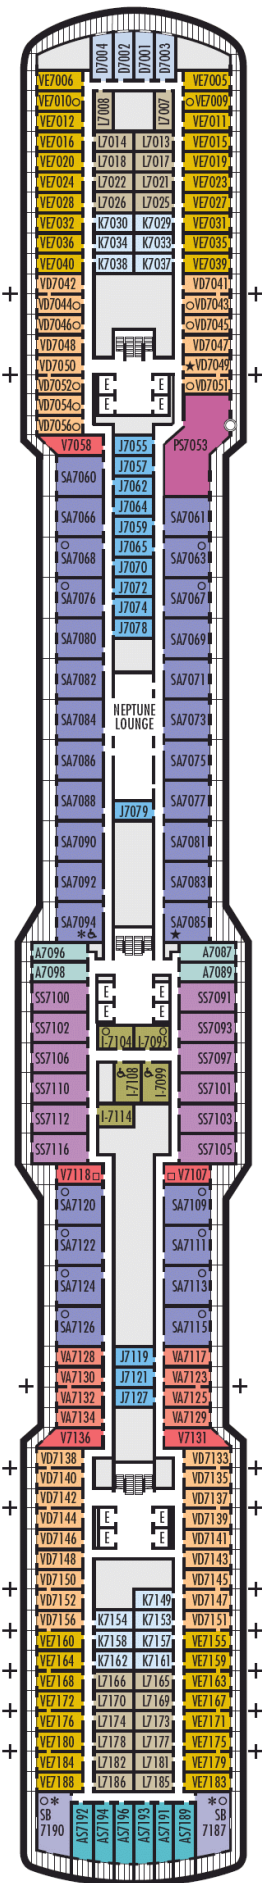 D7004 D7002 D7001 D7003
VE7006 VE7005
VE7010 L7008 L7007 VE7009
VE7012 VE7011
VE7016 L7014 L7013 VE7015
VE7020 L7018 L7017 VE7019
VE7024 L7022 L7021 VE7023
VE7028 L7026 L7025 VE7027
VE7032 K7030 K7029 VE7031
VE7036 K7034 K7033 VE7035
VE7040 K7038 K7037 VE7039
VD7042 VD7041
VD7044 VD7043
VD7046 VD7045
VD7048 VD7047
VD7050 ★VD7049
VD7052 E E VD7051
VD7054 E E
VD7056
V7058 J7055 PS7053
J7057
SA7060 J7062
J7064
SA7066 J7059 SA7061
J7065
SA7068 J7070 SA7063
J7072
SA7076 J7074 SA7067
J7078
SA7080 SA7069
SA7082 SA7071
SA7084 NEPTUNE SA7073
LOUNGE
SA7086 SA7075
SA7088 J7079 SA7077
SA7090 SA7081
SA7092 SA7083
SA7094 SA7085
*♿ ★
A7096 A7087
A7098 A7089
SS7100 E E SS7091
E E
SS7102 I-7104 I-7095 SS7093
SS7106 SS7097
SS7110 I-7108 I-7099 SS7101
SS7112 I-7114 SS7103
SS7116 SS7105
V7118 V7107
SA7120 SA7109
SA7122 SA7111
SA7124 SA7113
SA7126 SA7115
VA7128 J7119 VA7117
VA7130 J7121 VA7123
VA7132 J7127 VA7125
VA7134 VA7129
V7136 V7131
VD7138 VD7133
VD7140 VD7135
VD7142 VD7137
VD7144 E E VD7139
VD7146 E E VD7141
VD7148 VD7143
VD7150 VD7145
VD7152 K7149 VD7147
VD7156 K7154 K7153 VD7151
VE7160 K7158 K7157 VE7155
VE7164 K7162 K7161 VE7159
VE7168 L7166 L7165 VE7163
VE7172 L7170 L7169 VE7167
VE7176 L7174 L7173 VE7171
VE7180 L7178 L7177 VE7175
VE7184 L7182 L7181 VE7179
VE7188 L7186 L7185 VE7183
* *
SB SB
7190 AS7192 AS7194 AS7196 AS7193 AS7191 AS7189 7187